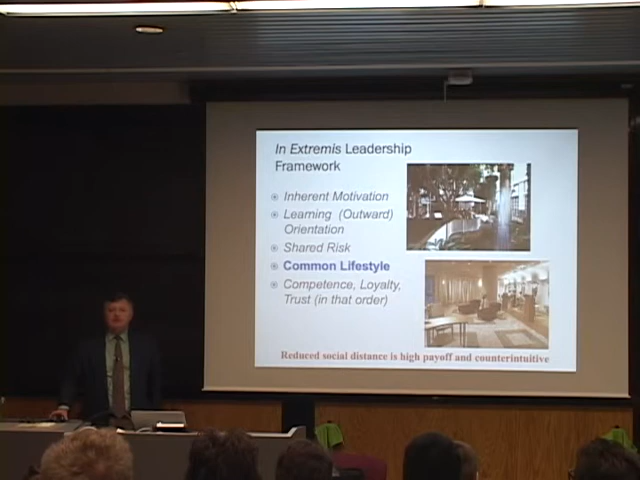 In Extremis Leadership
Framework
Inherent Motivation
Learning (Outward)
Orientation
Shared Risk
Common Lifestyle
Competence, Loyalty,
Trust (in that order)
Reduced social distance is high payoff and counterintuitive